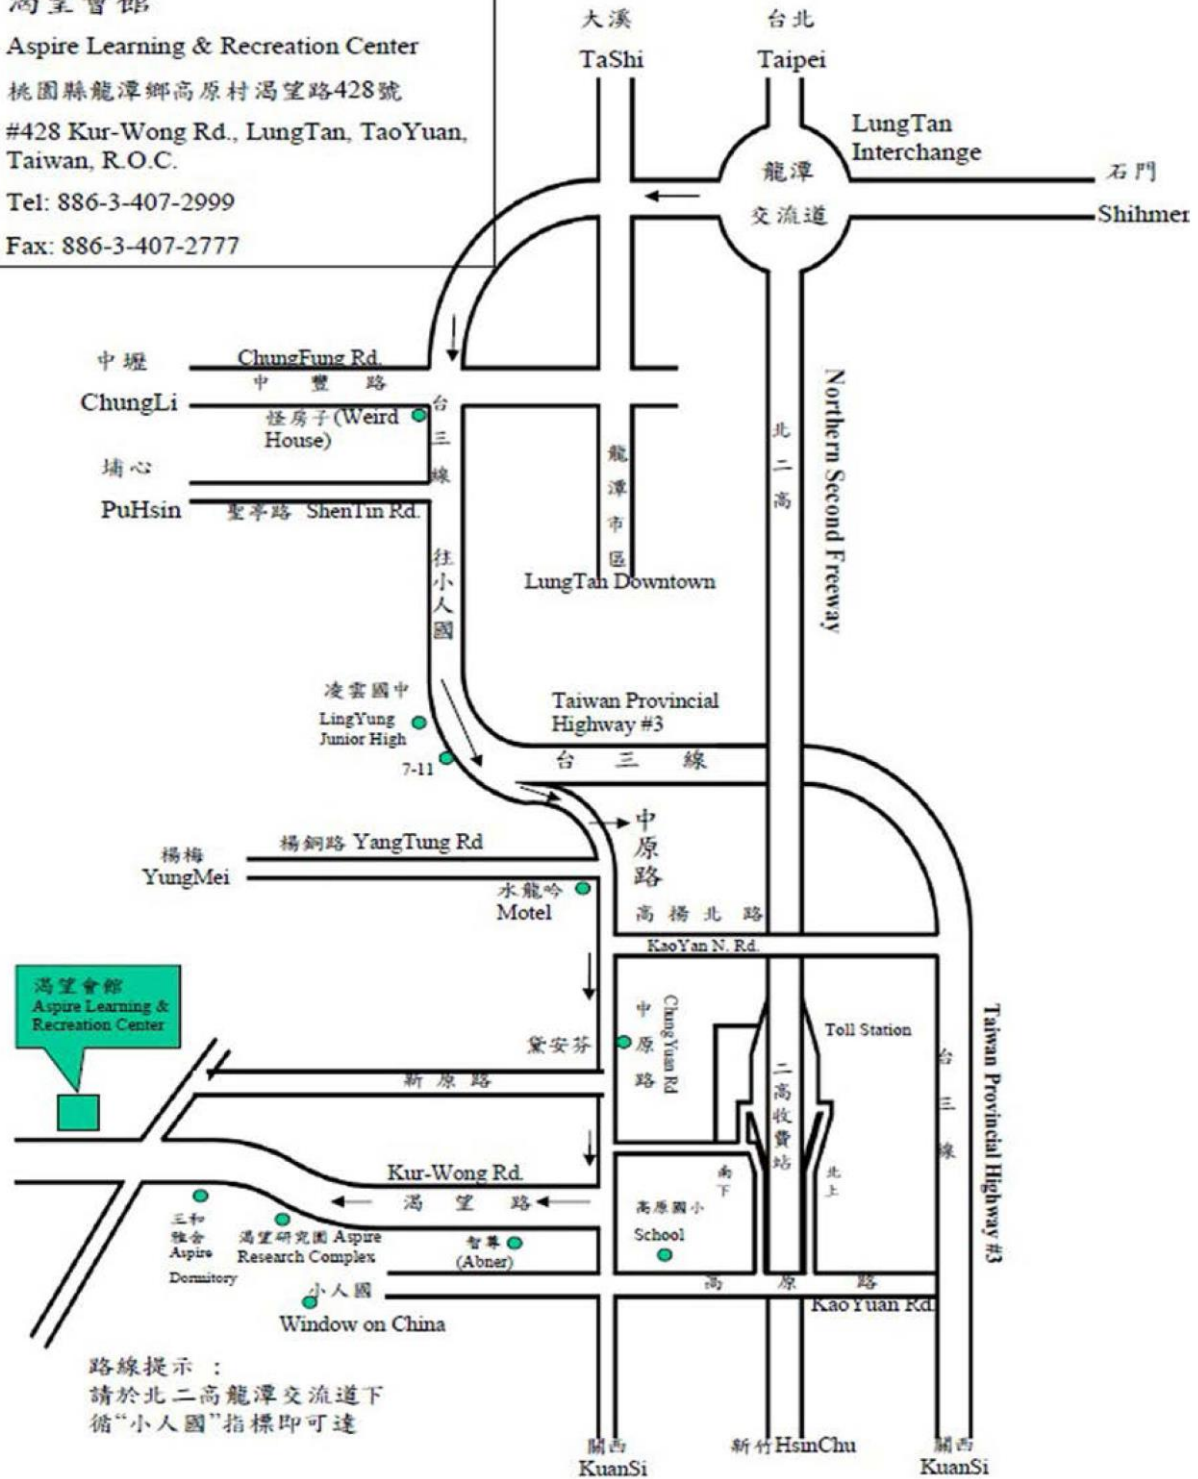 渴望會館
Aspire Learning & Recreation Center
桃園縣龍潭鄉高原村渴望路428號
#428 Kur-Wong Rd., LungTan, TaoYuan,
Taiwan, R.O.C.
Tel: 886-3-407-2999
Fax: 886-3-407-2777
大溪
TaShi
台北
Taipei
LungTan
Interchange
龍潭
交流道
石門
Shihmer
中壢
ChungLi
ChungFung Rd.
中豐路
怪房子(Weird
House)
台三線
埔心
PuHsin
聖亭路 ShenTin Rd.
龍潭市區
LungTan Downtown
北二高
Northern Second Freeway
往小人國
凌雲國中
LingYung
Junior High
7-11
Taiwan Provincial
Highway #3
台三線
中原路
楊梅
YungMei
楊銅路 YangTung Rd
水龍吟
Motel
高揚北路
KaoYan N. Rd.
渴望會館
Aspire Learning &
Recreation Center
黛安芬
中原路
ChungYuan Rd
Toll Station
二高收費站
台三線
Taiwan Provincial Highway #3
新原路
Kur-Wong Rd.
渴望路
南下
北上
高原國小
School
三和
雅舍
Aspire
Dormitory
渴望研究園 Aspire
Research Complex
智尊
(Abner)
小人國
Window on China
高原路
KaoYuan Rd.
路線提示 :
請於北二高龍潭交流道下
循“小人國”指標即可達
關西
KuanSi
新竹HsinChu
關西
KuanSi